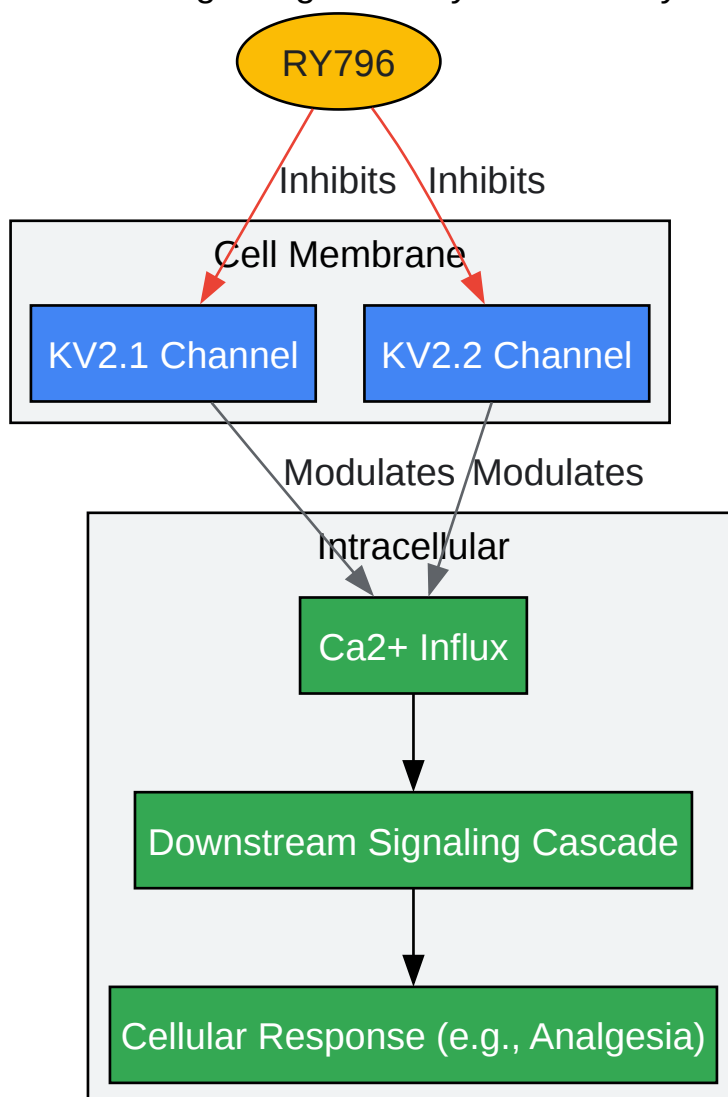 RY796
Inhibits Inhibits
Cell Membrane
KV2.1 Channel KV2.2 Channel
Modulates Modulates
Intracellular
Ca2+ Influx
Downstream Signaling Cascade
Cellular Response (e.g., Analgesia)